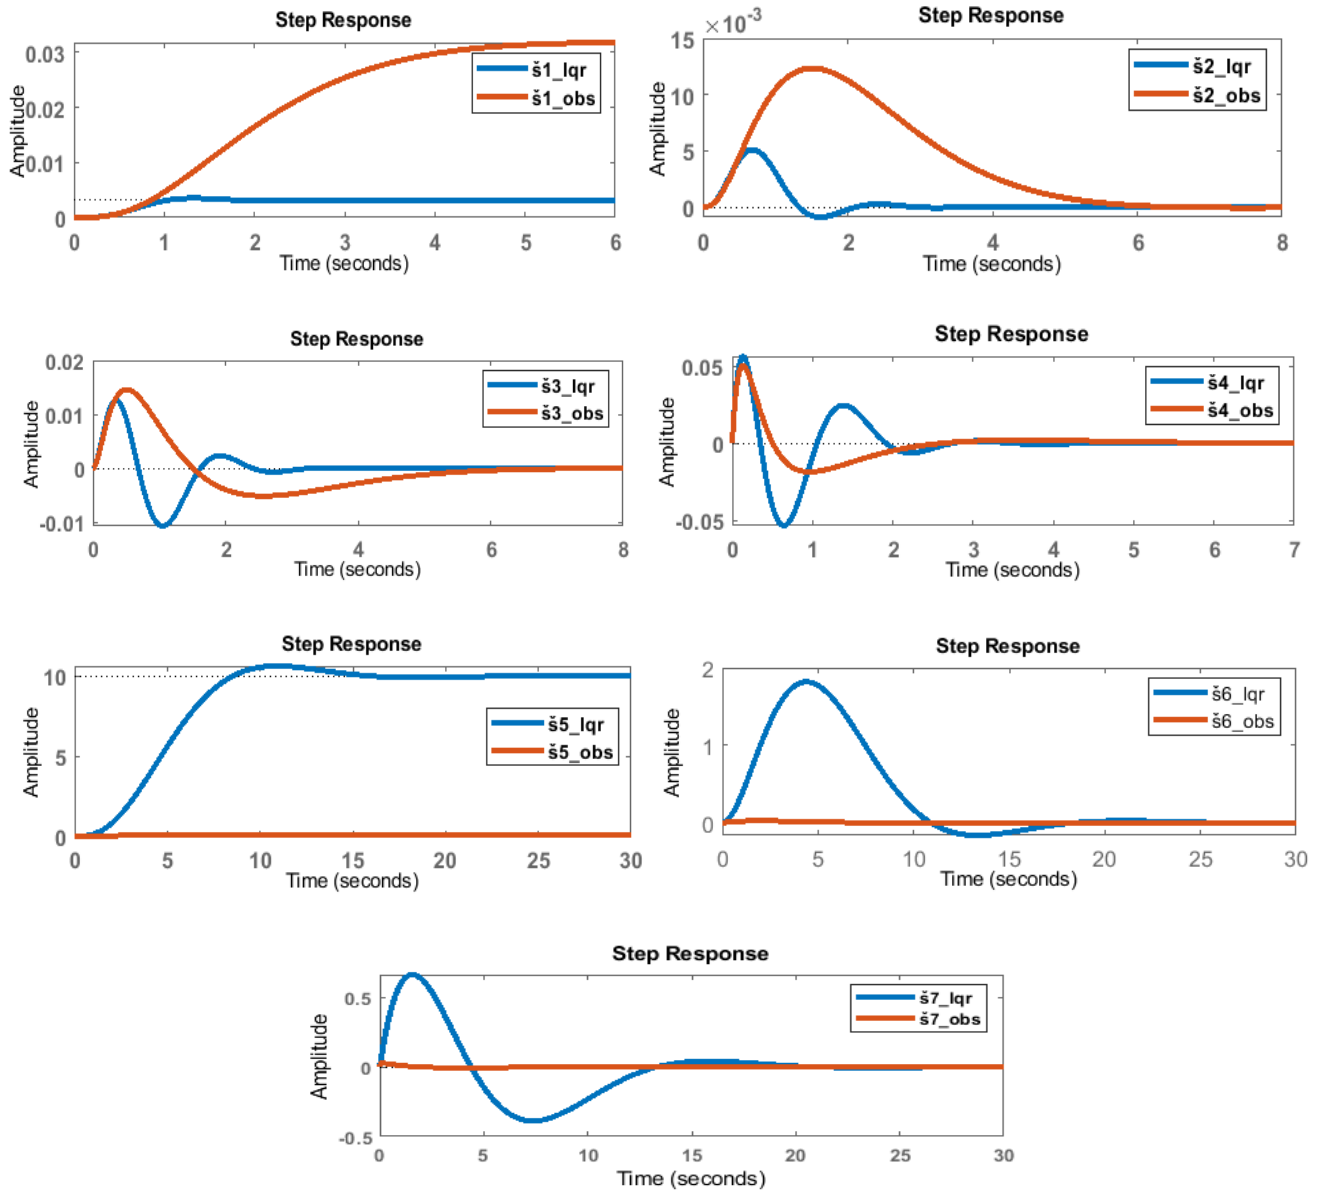 Step Response
Amplitude
0.03
0.02
0.01
0
š1_lqr
š1_obs
0 1 2 3 4 5 6
Time (seconds)
Step Response
×10-3
Amplitude
15
10
5
0
š2_lqr
š2_obs
0 2 4 6 8
Time (seconds)
Step Response
Amplitude
0.02
0.01
0
-0.01
š3_lqr
š3_obs
0 2 4 6 8
Time (seconds)
Step Response
Amplitude
0.05
0
-0.05
š4_lqr
š4_obs
0 1 2 3 4 5 6 7
Time (seconds)
Step Response
Amplitude
10
5
0
š5_lqr
š5_obs
0 5 10 15 20 25 30
Time (seconds)
Step Response
Amplitude
2
1
0
š6_lqr
š6_obs
0 5 10 15 20 25 30
Time (seconds)
Step Response
Amplitude
0.5
0
-0.5
š7_lqr
š7_obs
0 5 10 15 20 25 30
Time (seconds)